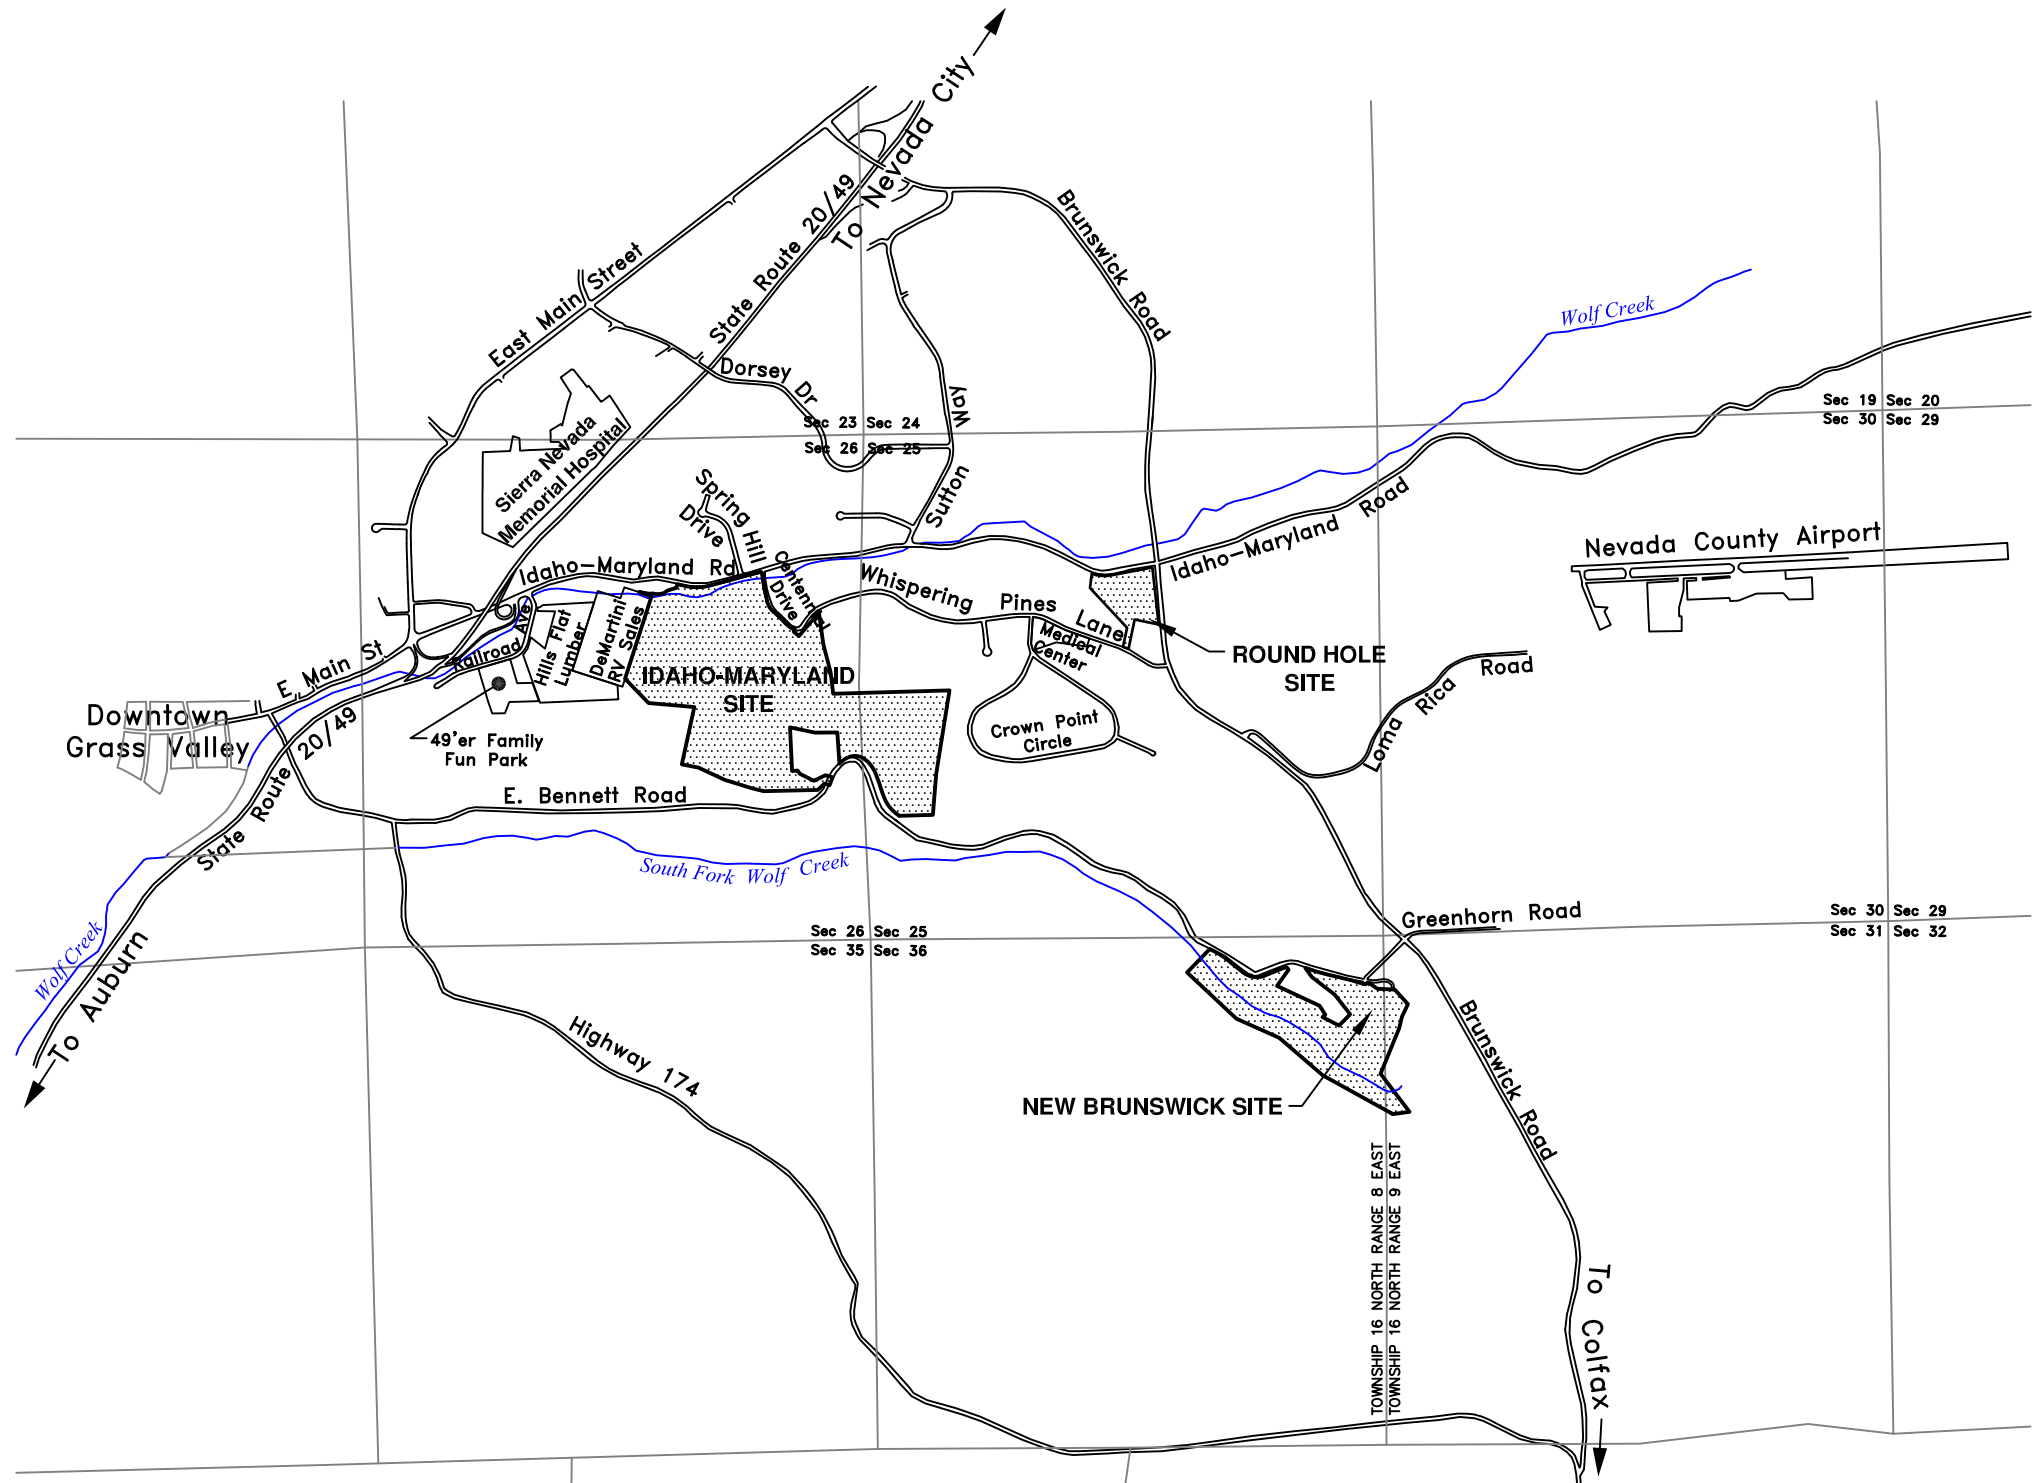 To Nevada City
State Route 20/49
East Main Street
Brunswick Road
Wolf Creek
Dorsey Dr
Sutton Way
Sec 23 Sec 24
Sec 26 Sec 25
Sec 19 Sec 20
Sec 30 Sec 29
Sierra Nevada
Memorial Hospital
Spring Hill
Drive
Centennial
Drive
Idaho-Maryland Rd
Idaho-Maryland Road
Nevada County Airport
Whispering Pines Lane
Medical
Center
ROUND HOLE
SITE
Railroad Ave
Hills Flat
Lumber
DeMartini
RV Sales
IDAHO-MARYLAND
SITE
E Main St
Downtown
Grass Valley
State Route 20/49
49'er Family
Fun Park
Crown Point
Circle
Loma Rica Road
E. Bennett Road
South Fork Wolf Creek
Greenhorn Road
Sec 26 Sec 25
Sec 35 Sec 36
Sec 30 Sec 29
Sec 31 Sec 32
Wolf Creek
To Auburn
Highway 174
NEW BRUNSWICK SITE
Brunswick Road
TOWNSHIP 16 NORTH RANGE 8 EAST
TOWNSHIP 16 NORTH RANGE 9 EAST
To Colfax